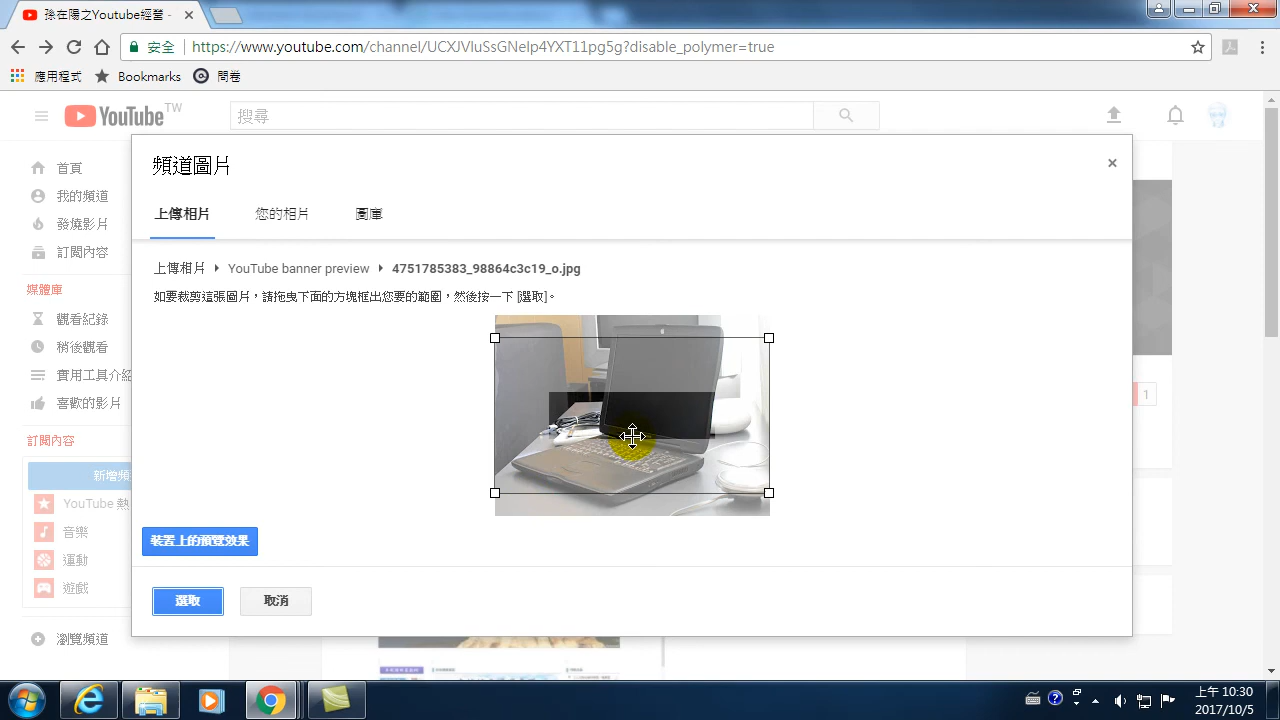 孫在陽之Youtube經營 -
安全 https://www.youtube.com/channel/UCXJVluSsGNelp4YXT11pg5g?disable_polymer=true
應用程式 Bookmarks 問卷
YouTube TW 搜尋
頻道圖片
首頁
我的頻道
發燒影片
訂閱內容
上傳相片 您的相片 圖庫
上傳相片 YouTube banner preview 4751785383_98864c3c19_o.jpg
如要裁剪這張圖片，請拖曳下面的方塊框出您要的範圍，然後按一下 [選取]。
媒體庫
觀看紀錄
稍後觀看
實用工具介紹
喜歡的影片
1
訂閱內容
新增頻
YouTube 熱
音樂
運動
遊戲
裝置上的預覽效果
選取 取消
瀏覽頻道
上午 10:30
2017/10/5